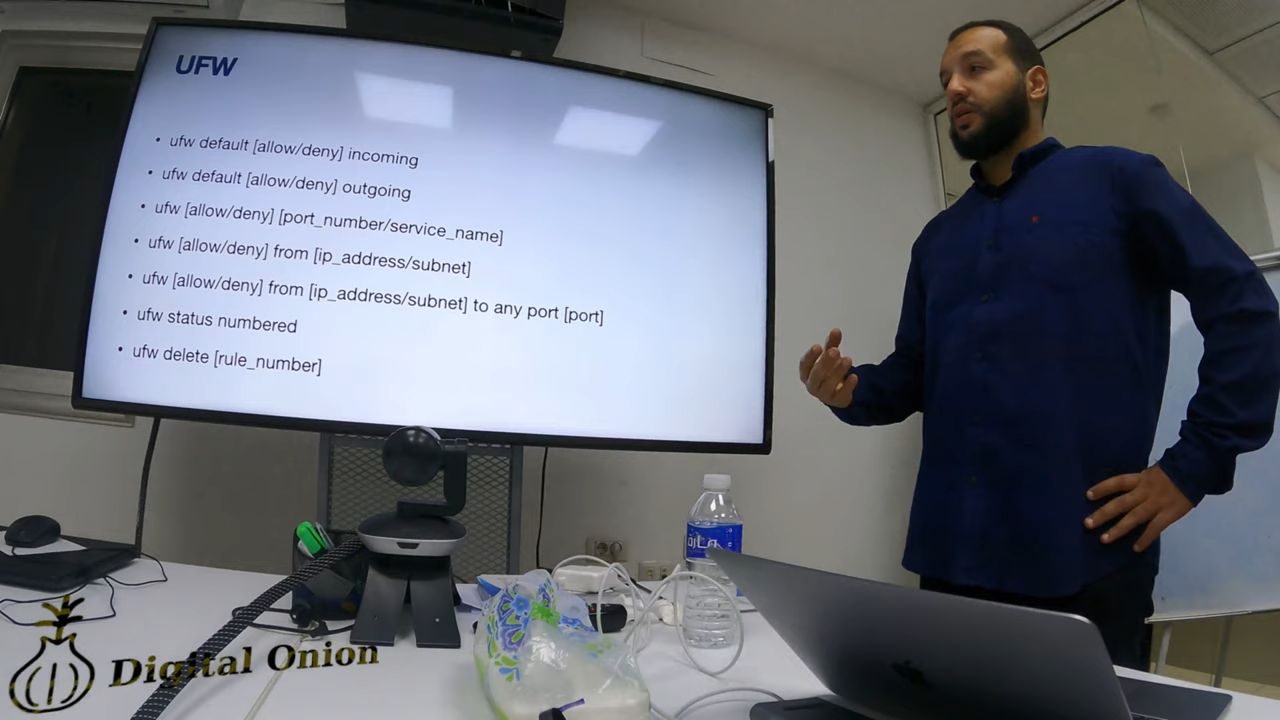 UFW
• ufw default [allow/deny] incoming
• ufw default [allow/deny] outgoing
• ufw [allow/deny] [port_number/service_name]
• ufw [allow/deny] from [ip_address/subnet]
• ufw [allow/deny] from [ip_address/subnet] to any port [port]
• ufw status numbered
• ufw delete [rule_number]
Digital Onion